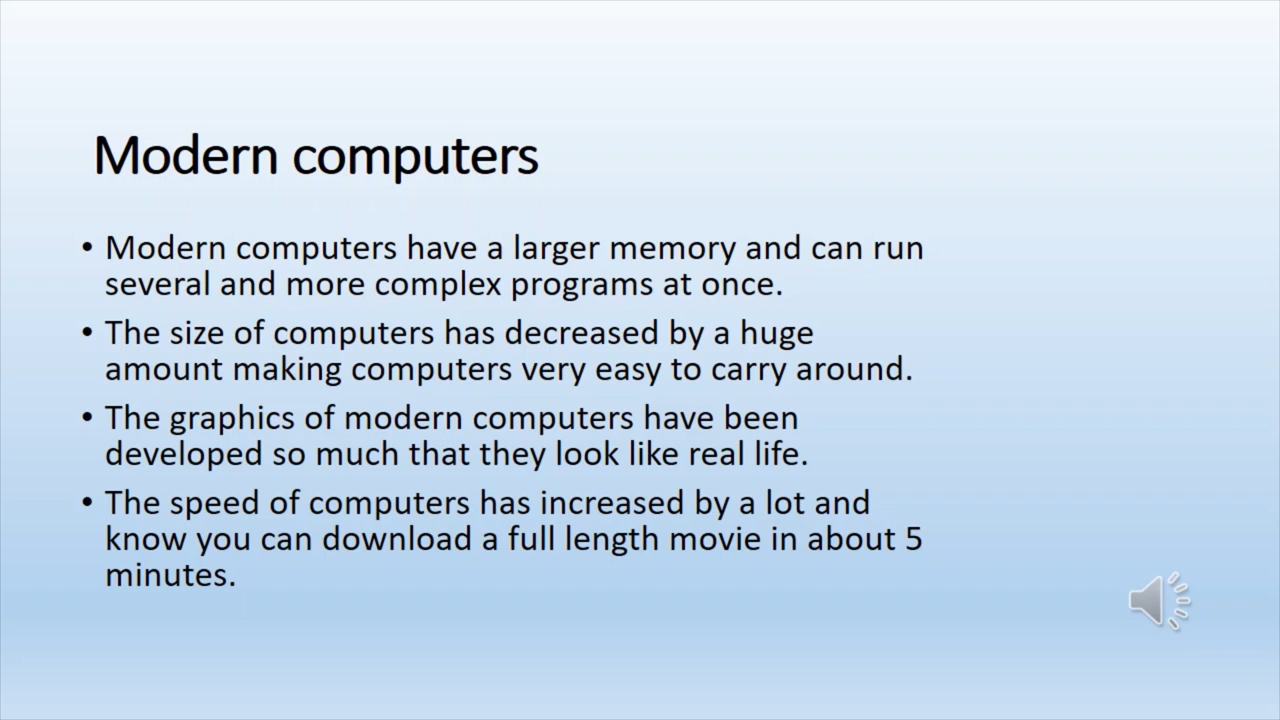 Modern computers
• Modern computers have a larger memory and can run
several and more complex programs at once.
• The size of computers has decreased by a huge
amount making computers very easy to carry around.
• The graphics of modern computers have been
developed so much that they look like real life.
• The speed of computers has increased by a lot and
know you can download a full length movie in about 5
minutes.